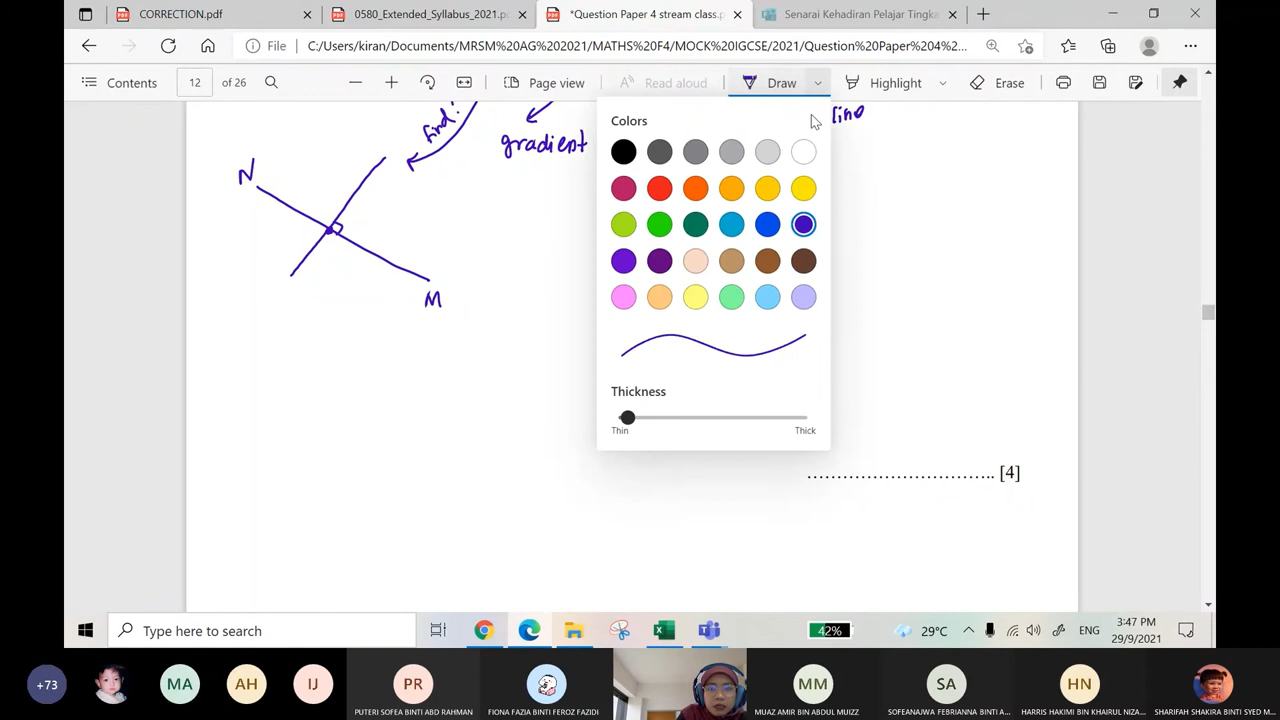 CORRECTION.pdf
0580_Extended_Syllabus_2021.p
*Question Paper 4 stream class.p
Senarai Kehadiran Pelajar Tingka
File
C:/Users/kiran/Documents/MRSM%20AG%202021/MATHS%20F4/MOCK%20IGCSE/2021/Question%20Paper%204%2...
Contents
12
of 26
Page view
Read aloud
Draw
Highlight
Erase
find!
gradient
line
N
M
Colors
Thickness
Thin
Thick
………………………….. [4]
Type here to search
42%
29°C
ENG
3:47 PM
29/9/2021
+73
MA
AH
IJ
PR
MM
SA
HN
PUTERI SOFEA BINTI ABD RAHMAN
FIONA FAZIA BINTI FEROZ FAZIDI
MUAZ AMIR BIN ABDUL MUIZZ
SOFEANAJWA FEBRIANNA BINTI A...
HARRIS HAKIMI BIN KHAIRUL NIZA...
SHARIFAH SHAKIRA BINTI SYED M...